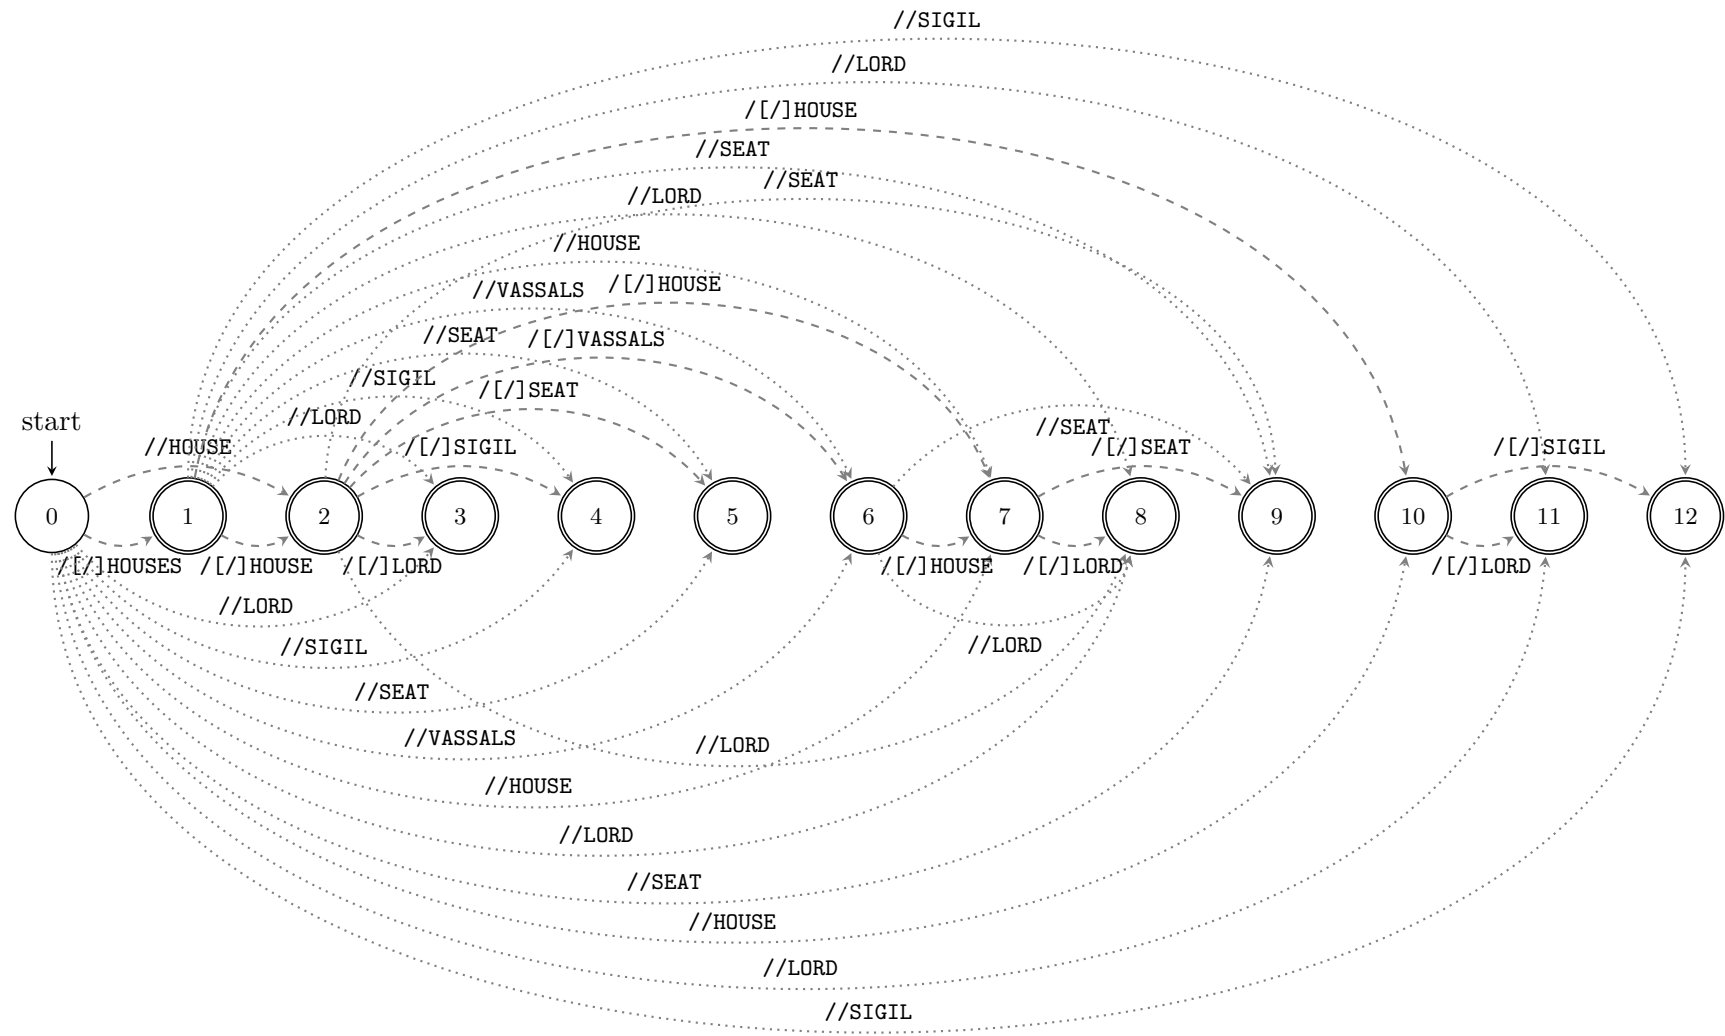 //SIGIL
//LORD
/[/]HOUSE
//SEAT
//SEAT
//LORD
//HOUSE
/[/]HOUSE
//VASSALS
//SEAT
/[/]VASSALS
//SIGIL
/[/]SEAT
start
//LORD
//SEAT
//HOUSE
/[/]SIGIL
/[/]SEAT
/[/]SIGIL
0 1 2 3 4 5 6 7 8 9 10 11 12
/[/]HOUSES /[/]HOUSE /[/]LORD /[/]HOUSE /[/]LORD /[/]LORD
//LORD
//SIGIL
//LORD
//SEAT
//VASSALS
//LORD
//HOUSE
//LORD
//SEAT
//HOUSE
//LORD
//SIGIL